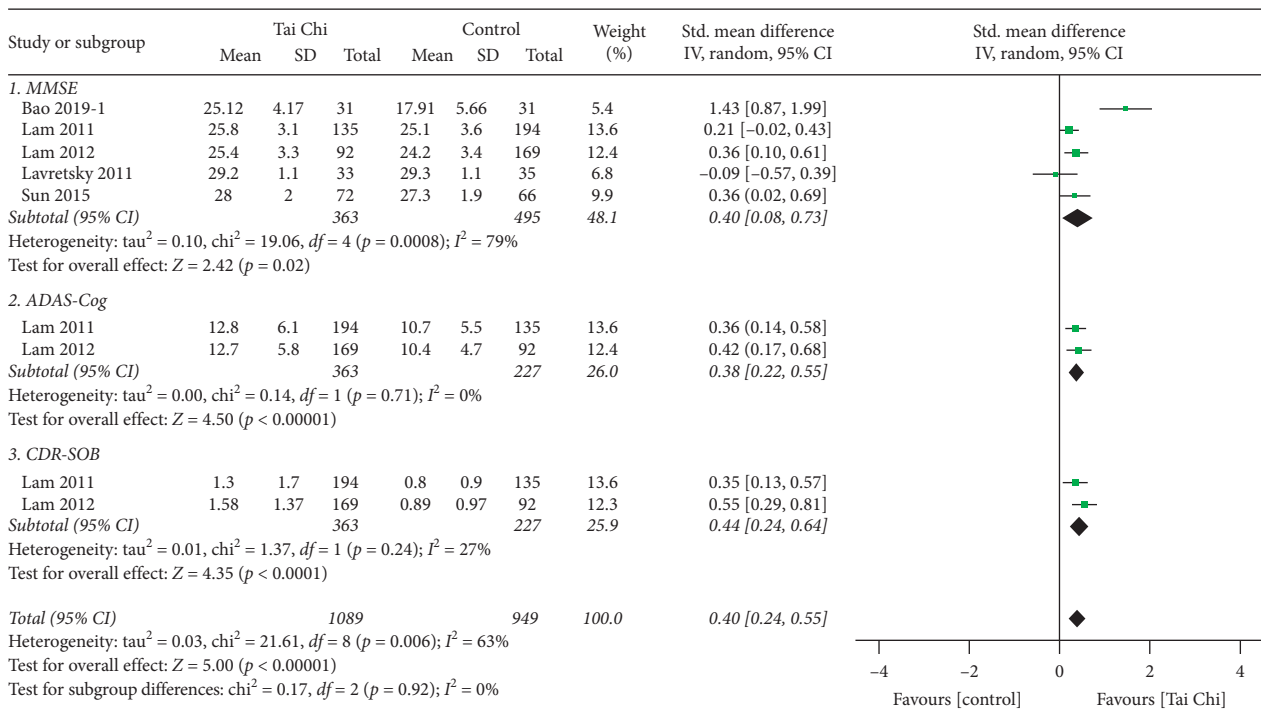 Study or subgroup Tai Chi Control Weight (%) Std. mean difference IV, random, 95% CI Std. mean difference IV, random, 95% CI
Mean SD Total Mean SD Total
1. MMSE
Bao 2019-1 25.12 4.17 31 17.91 5.66 31 5.4 1.43 [0.87, 1.99]
Lam 2011 25.8 3.1 135 25.1 3.6 194 13.6 0.21 [–0.02, 0.43]
Lam 2012 25.4 3.3 92 24.2 3.4 169 12.4 0.36 [0.10, 0.61]
Lavretsky 2011 29.2 1.1 33 29.3 1.1 35 6.8 –0.09 [–0.57, 0.39]
Sun 2015 28 2 72 27.3 1.9 66 9.9 0.36 (0.02, 0.69]
Subtotal (95% CI) 363 495 48.1 0.40 [0.08, 0.73]
Heterogeneity: tau² = 0.10, chi² = 19.06, df = 4 (p = 0.0008); I² = 79%
Test for overall effect: Z = 2.42 (p = 0.02)
2. ADAS-Cog
Lam 2011 12.8 6.1 194 10.7 5.5 135 13.6 0.36 (0.14, 0.58]
Lam 2012 12.7 5.8 169 10.4 4.7 92 12.4 0.42 (0.17, 0.68]
Subtotal (95% CI) 363 227 26.0 0.38 [0.22, 0.55]
Heterogeneity: tau² = 0.00, chi² = 0.14, df = 1 (p = 0.71); I² = 0%
Test for overall effect: Z = 4.50 (p < 0.00001)
3. CDR-SOB
Lam 2011 1.3 1.7 194 0.8 0.9 135 13.6 0.35 [0.13, 0.57]
Lam 2012 1.58 1.37 169 0.89 0.97 92 12.3 0.55 [0.29, 0.81]
Subtotal (95% CI) 363 227 25.9 0.44 [0.24, 0.64]
Heterogeneity: tau² = 0.01, chi² = 1.37, df = 1 (p = 0.24); I² = 27%
Test for overall effect: Z = 4.35 (p < 0.0001)
Total (95% CI) 1089 949 100.0 0.40 [0.24, 0.55]
Heterogeneity: tau² = 0.03, chi² = 21.61, df = 8 (p = 0.006); I² = 63%
Test for overall effect: Z = 5.00 (p < 0.00001)
Test for subgroup differences: chi² = 0.17, df = 2 (p = 0.92); I² = 0%
–4 –2 0 2 4
Favours [control] Favours [Tai Chi]